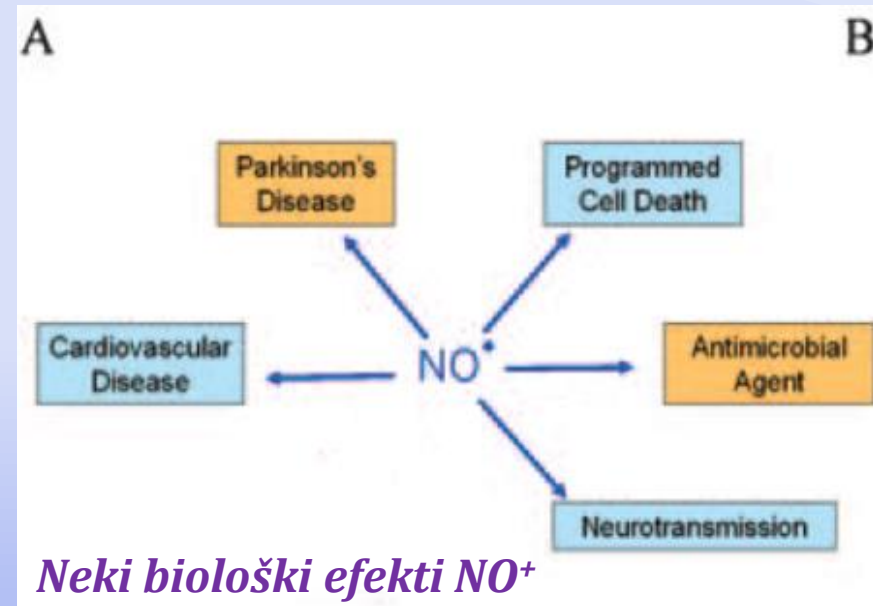 A
B
Parkinson's
Disease
Programmed
Cell Death
Cardiovascular
Disease
NO•
Antimicrobial
Agent
Neurotransmission
Neki biološki efekti NO⁺